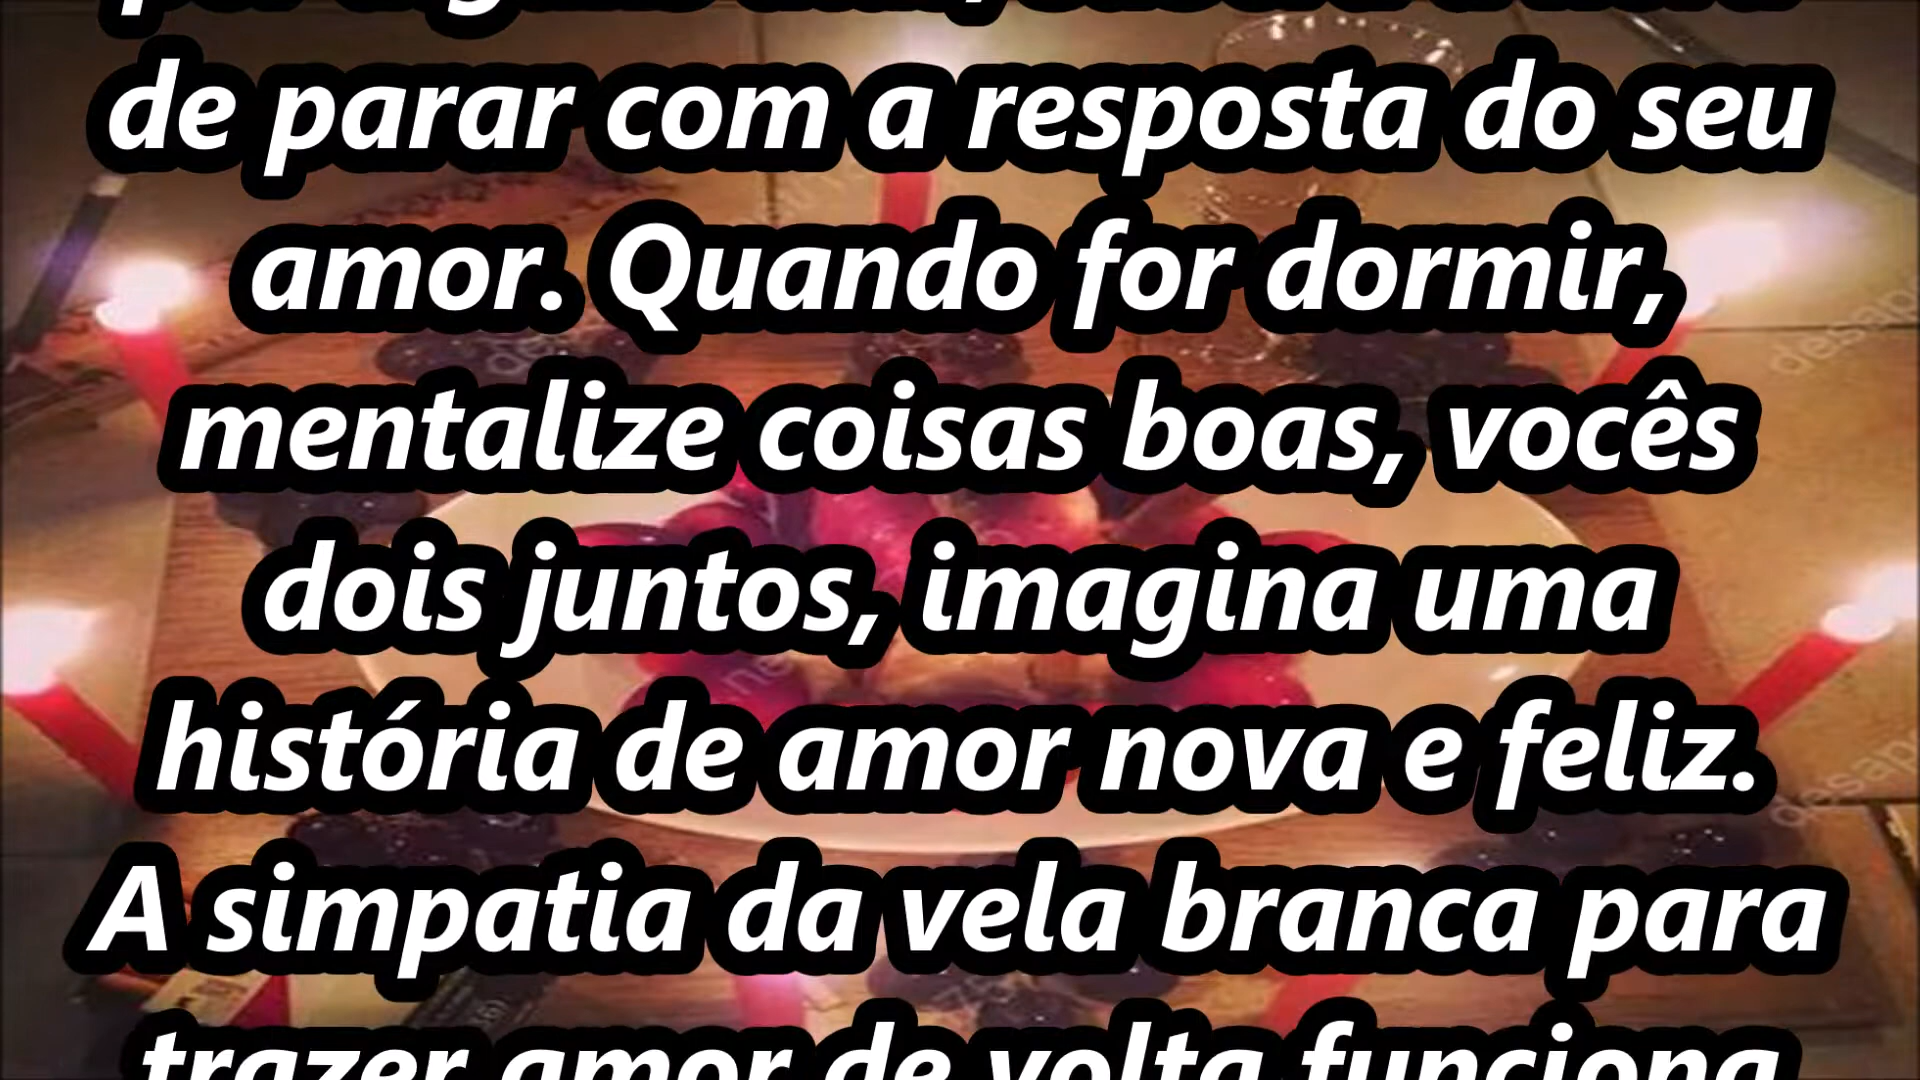 de parar com a resposta do seu
amor. Quando for dormir,
mentalize coisas boas, vocês
dois juntos, imagina uma
história de amor nova e feliz.
A simpatia da vela branca para
trazer amor de volta funciona